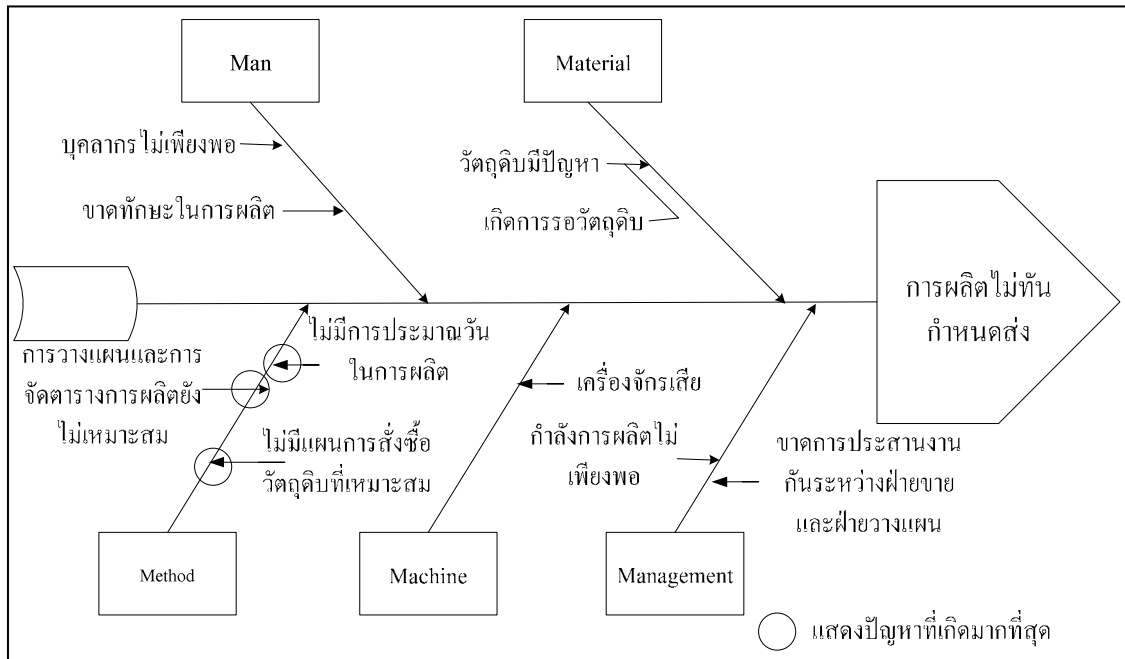 Man
Material
บุคลากรไม่เพียงพอ
ขาดทักษะในการผลิต
วัตถุดิบมีปัญหา
เกิดการรอวัตถุดิบ
การผลิตไม่ทัน
กำหนดส่ง
ไม่มีการประมาณวัน
ในการผลิต
การวางแผนและการ
จัดตารางการผลิตยัง
ไม่เหมาะสม
ไม่มีแผนการสั่งซื้อ
วัตถุดิบที่เหมาะสม
เครื่องจักรเสีย
กำลังการผลิตไม่
เพียงพอ
ขาดการประสานงาน
กันระหว่างฝ่ายขาย
และฝ่ายวางแผน
Method
Machine
Management
แสดงปัญหาที่เกิดมากที่สุด